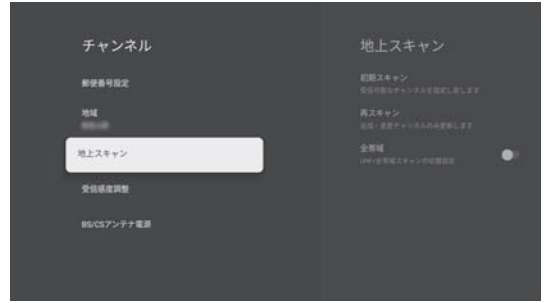 チャンネル
郵便番号設定
地域
地上スキャン
受信感度調整
BS/CSアンテナ電源
地上スキャン
初期スキャン
受信可能なチャンネルを設定し直します
再スキャン
追加・変更チャンネルのみ更新します
全帯域
UHF/全帯域スキャンの切替設定